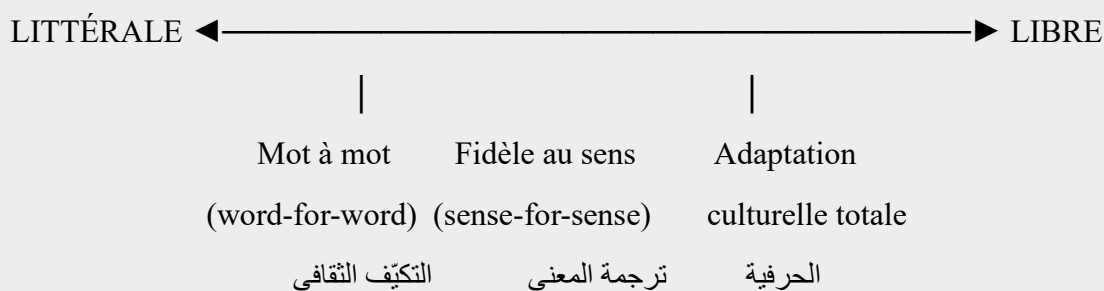 LITTÉRALE ◄─────────────────────────► LIBRE
| |
Mot à mot Fidèle au sens Adaptation
(word-for-word) (sense-for-sense) culturelle totale
الحرفية ترجمة المعنى التكيّف الثقافي